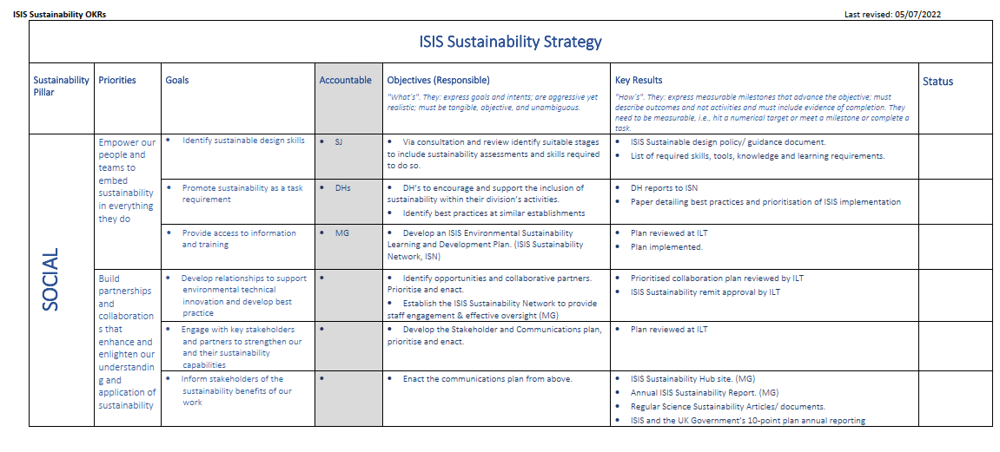 ISIS Sustainability OKRs
Last revised: 05/07/2022
ISIS Sustainability Strategy
Sustainability
Pillar
Priorities
Goals
Accountable
Objectives (Responsible)
"What's". They: express goals and intents; are aggressive yet
realistic; must be tangible, objective, and unambiguous.
Key Results
"How's". They: express measurable milestones that advance the objective; must
describe outcomes and not activities and must include evidence of completion. They
need to be measurable, i.e., hit a numerical target or meet a milestone or complete a
task.
Status
SOCIAL
Empower our
people and
teams to
embed
sustainability
in everything
they do
• Identify sustainable design skills
• SJ
• Via consultation and review identify suitable stages
to include sustainability assessments and skills required
to do so.
• ISIS Sustainable design policy/ guidance document.
• List of required skills, tools, knowledge and learning requirements.
• Promote sustainability as a task
requirement
• DHs
• DH's to encourage and support the inclusion of
sustainability within their division's activities.
• Identify best practices at similar establishments
• DH reports to ISN
• Paper detailing best practices and prioritisation of ISIS implementation
• Provide access to information
and training
• MG
• Develop an ISIS Environmental Sustainability
Learning and Development Plan. (ISIS Sustainability
Network, ISN)
• Plan reviewed at ILT
• Plan implemented.
Build
partnerships
and
collaboration
s that
enhance and
enlighten our
understandin
g and
application of
sustainability
• Develop relationships to support
environmental technical
innovation and develop best
practice
•
• Identify opportunities and collaborative partners.
Prioritise and enact.
• Establish the ISIS Sustainability Network to provide
staff engagement & effective oversight (MG)
• Prioritised collaboration plan reviewed by ILT
• ISIS Sustainability remit approval by ILT
• Engage with key stakeholders
and partners to strengthen our
and their sustainability
capabilities
•
• Develop the Stakeholder and Communications plan,
prioritise and enact.
• Plan reviewed at ILT
• Inform stakeholders of the
sustainability benefits of our
work
•
• Enact the communications plan from above.
• ISIS Sustainability Hub site. (MG)
• Annual ISIS Sustainability Report. (MG)
• Regular Science Sustainability Articles/ documents.
• ISIS and the UK Government's 10-point plan annual reporting